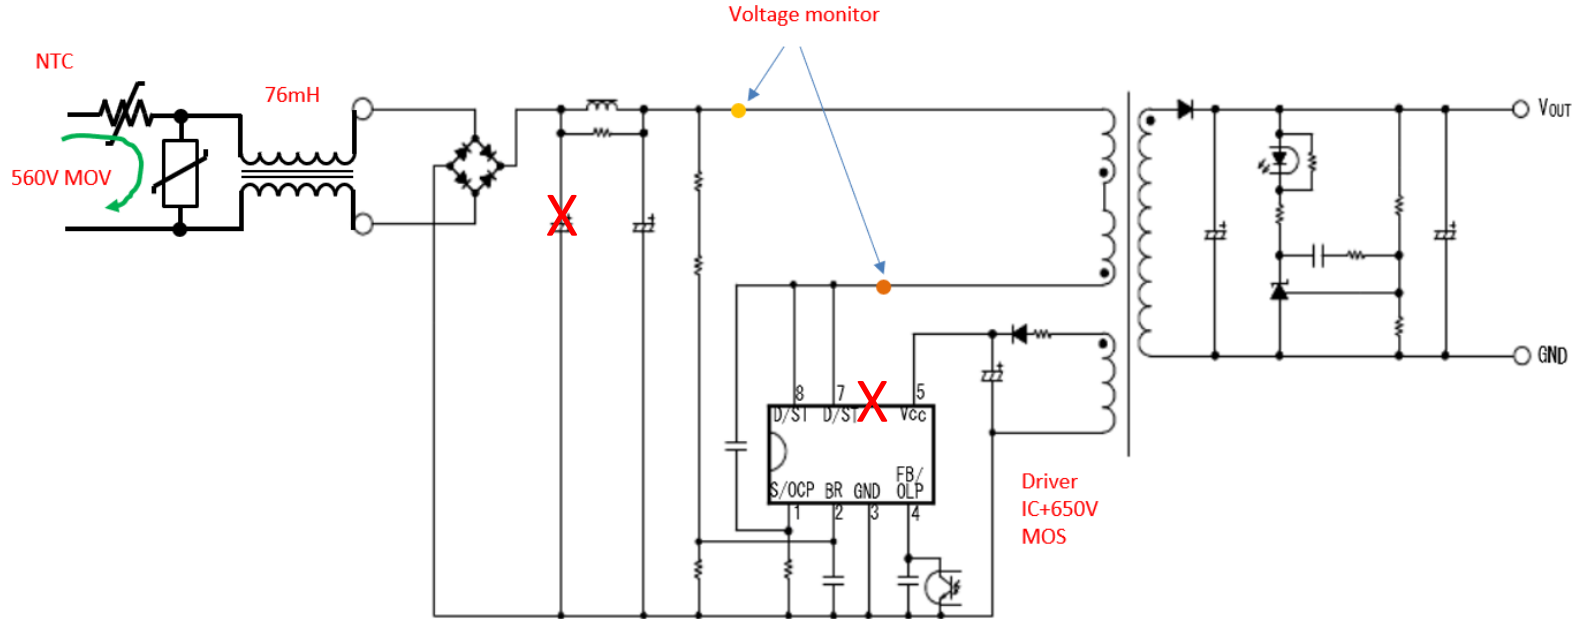 Voltage monitor
NTC
76mH
560V MOV
VOUT
X
GND
X
8
7
5
D/ST
D/ST
Vcc
S/OCP
BR
GND
FB/
OLP
1
2
3
4
Driver
IC+650V
MOS